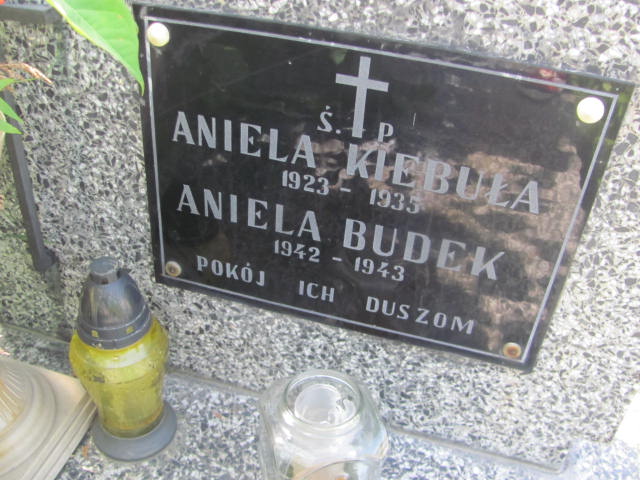 Ś. P
ANIELA KIEBUŁA
1923 - 1935
ANIELA BUDEK
1942 - 1943
POKÓJ ICH DUSZOM